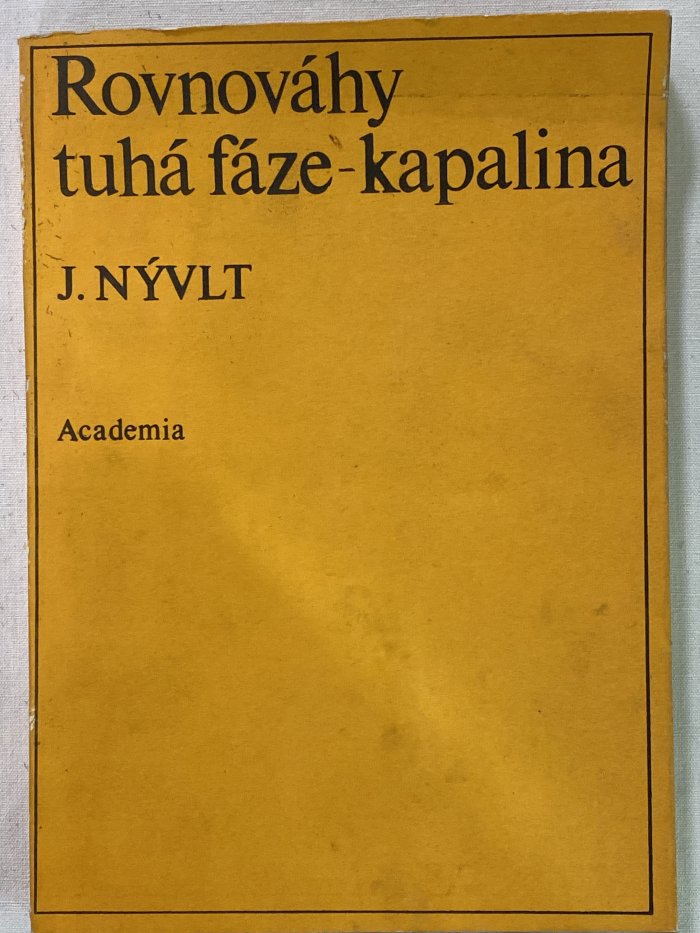 Rovnováhy
tuhá fáze-kapalina
J. NÝVLT
Academia